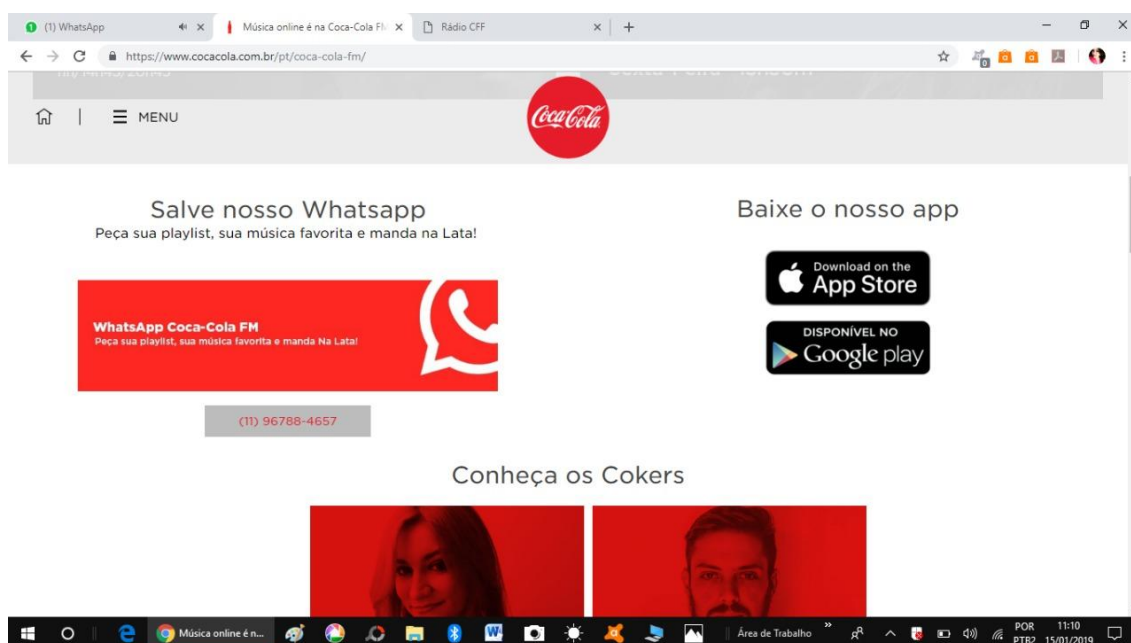 (1) WhatsApp
Música online é na Coca-Cola FM
Rádio CFF
https://www.cocacola.com.br/pt/coca-cola-fm/
MENU
Coca-Cola
Salve nosso Whatsapp
Peça sua playlist, sua música favorita e manda na Lata!
Baixe o nosso app
Download on the
App Store
DISPONÍVEL NO
Google play
WhatsApp Coca-Cola FM
Peça sua playlist, sua música favorita e manda Na Lata!
(11) 96788-4657
Conheça os Cokers
Música online é n...
Área de Trabalho
POR
PTB2
11:10
15/01/2019